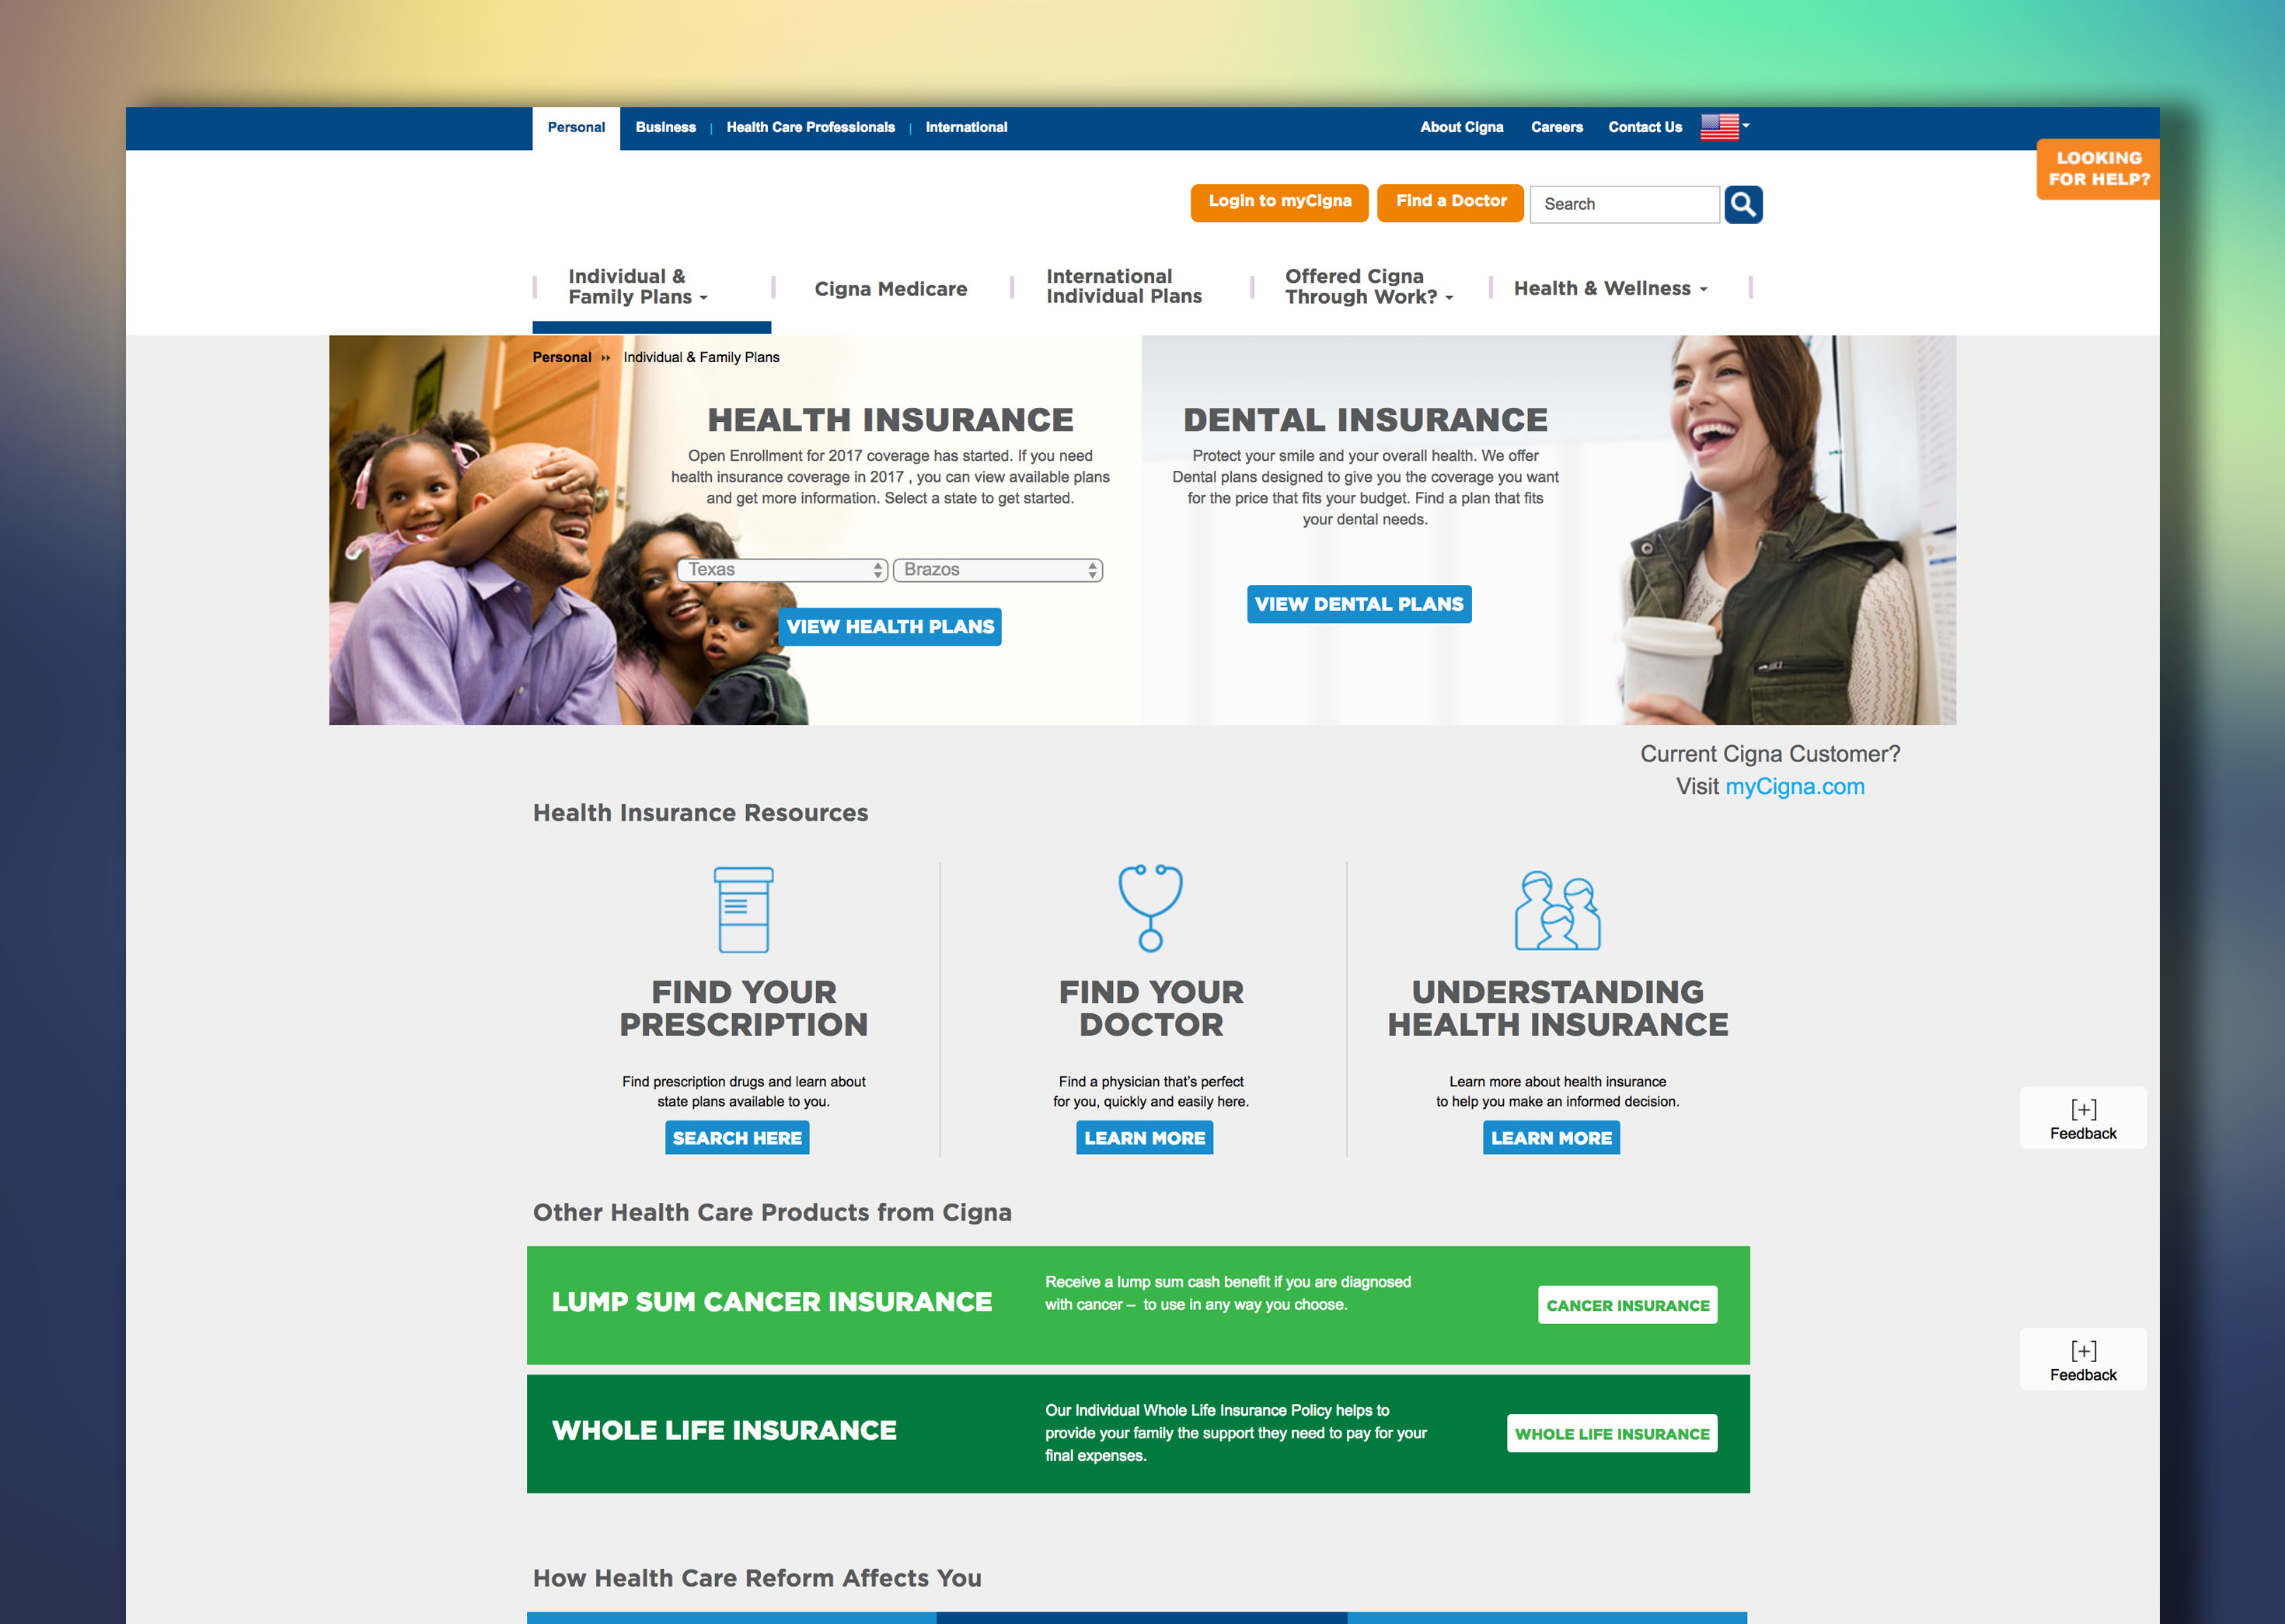 Personal
Business | Health Care Professionals | International
About Cigna Careers Contact Us
LOOKING
FOR HELP?
Login to myCigna
Find a Doctor
Search
Individual &
Family Plans
Cigna Medicare
International
Individual Plans
Offered Cigna
Through Work?
Health & Wellness
Personal Individual & Family Plans
HEALTH INSURANCE
Open Enrollment for 2017 coverage has started. If you need
health insurance coverage in 2017 , you can view available plans
and get more information. Select a state to get started.
Texas
Brazos
VIEW HEALTH PLANS
DENTAL INSURANCE
Protect your smile and your overall health. We offer
Dental plans designed to give you the coverage you want
for the price that fits your budget. Find a plan that fits
your dental needs.
VIEW DENTAL PLANS
Current Cigna Customer?
Visit myCigna.com
Health Insurance Resources
FIND YOUR
PRESCRIPTION
Find prescription drugs and learn about
state plans available to you.
SEARCH HERE
FIND YOUR
DOCTOR
Find a physician that's perfect
for you, quickly and easily here.
LEARN MORE
UNDERSTANDING
HEALTH INSURANCE
Learn more about health insurance
to help you make an informed decision.
LEARN MORE
[+]
Feedback
Other Health Care Products from Cigna
LUMP SUM CANCER INSURANCE
Receive a lump sum cash benefit if you are diagnosed
with cancer – to use in any way you choose.
CANCER INSURANCE
[+]
Feedback
WHOLE LIFE INSURANCE
Our Individual Whole Life Insurance Policy helps to
provide your family the support they need to pay for your
final expenses.
WHOLE LIFE INSURANCE
How Health Care Reform Affects You